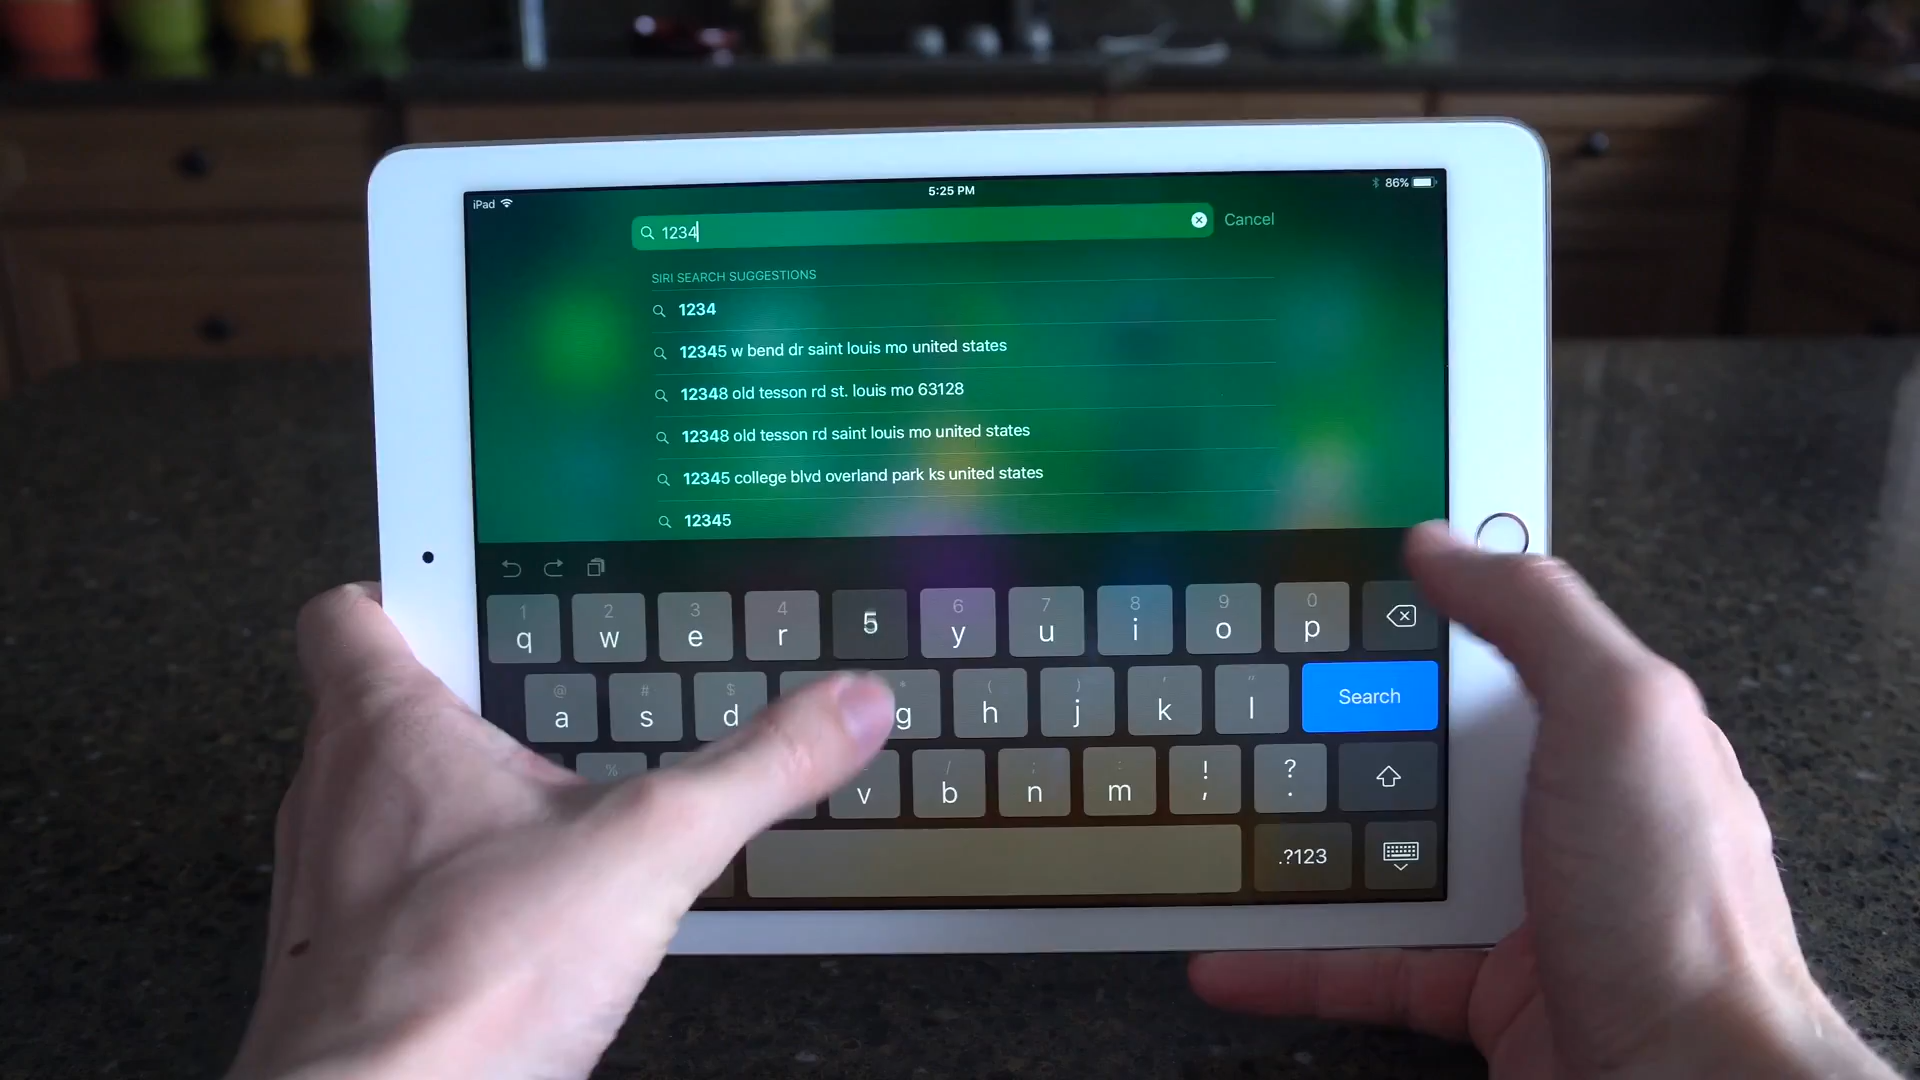 iPad 5:25 PM 86%
1234 Cancel
SIRI SEARCH SUGGESTIONS
1234
12345 w bend dr saint louis mo united states
12348 old tesson rd st. louis mo 63128
12348 old tesson rd saint louis mo united states
12345 college blvd overland park ks united states
12345
1 2 3 4 5 6 7 8 9 0
q w e r y u i o p
@ # $ * ( ) ' "
a s d g h j k l Search
% / ; : ! ?
v b n m , .
.?123